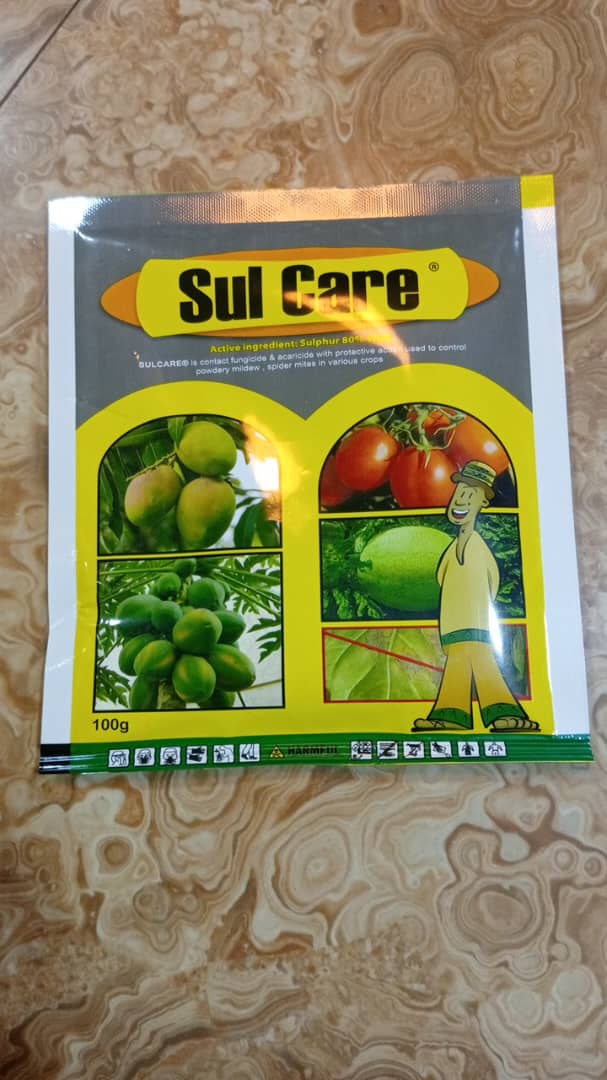 Sul Care ®
Active ingredient: Sulphur 80%
SULCARE® is contact fungicide & acaricide with protective action used to control
powdery mildew , spider mites in various crops
100g
HARMFUL